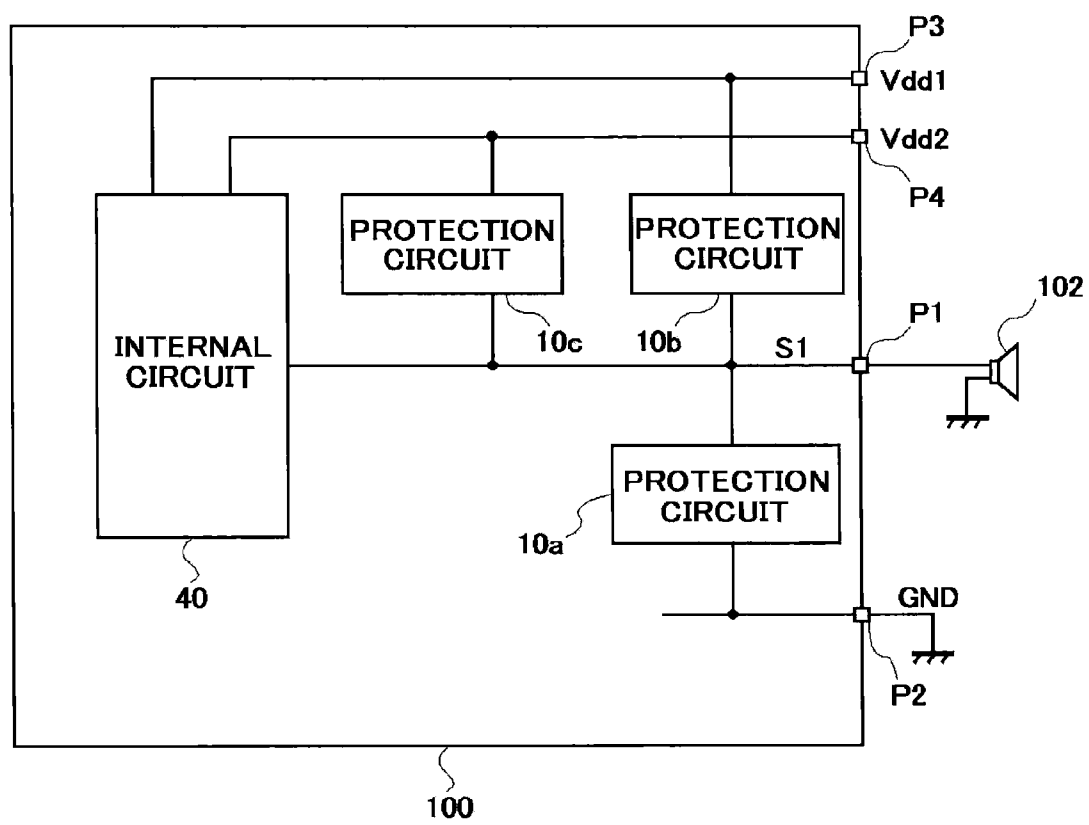 P3
Vdd1
Vdd2
P4
PROTECTION
CIRCUIT
PROTECTION
CIRCUIT
10c
10b
S1
P1
102
INTERNAL
CIRCUIT
PROTECTION
CIRCUIT
10a
40
GND
P2
100